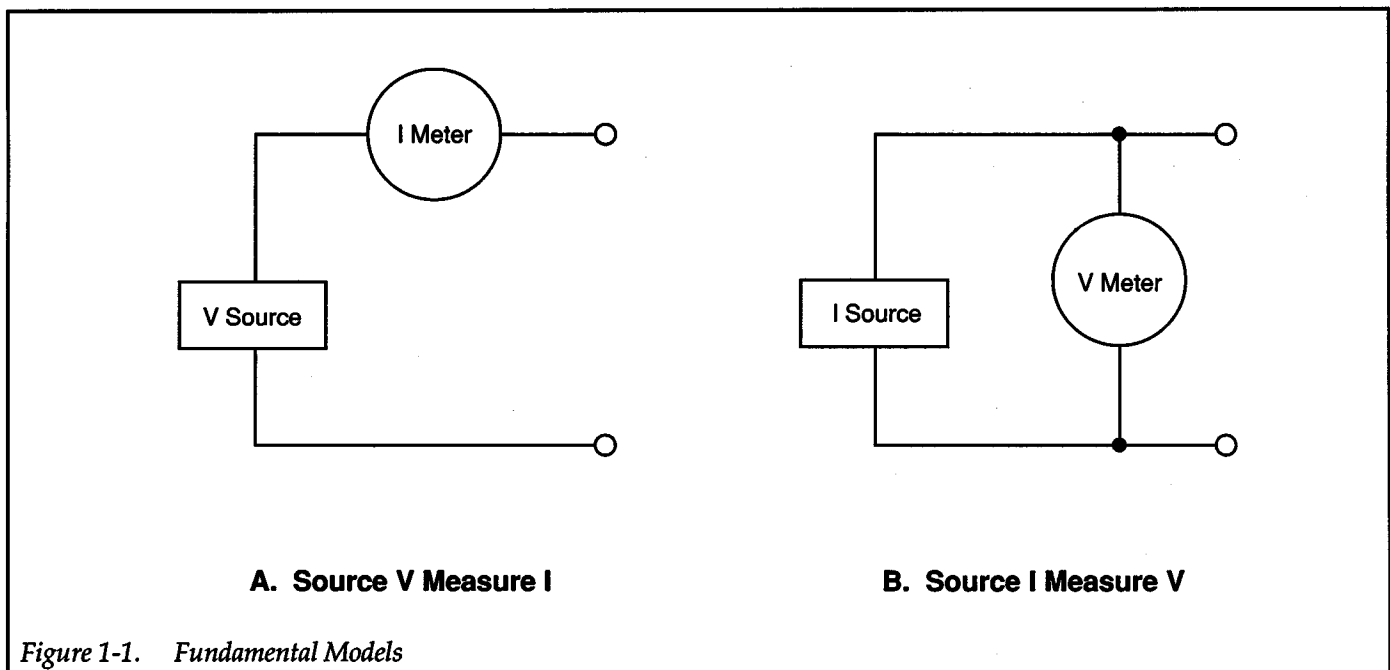 I Meter
V Source
A. Source V Measure I
V Meter
I Source
B. Source I Measure V
Figure 1-1. Fundamental Models